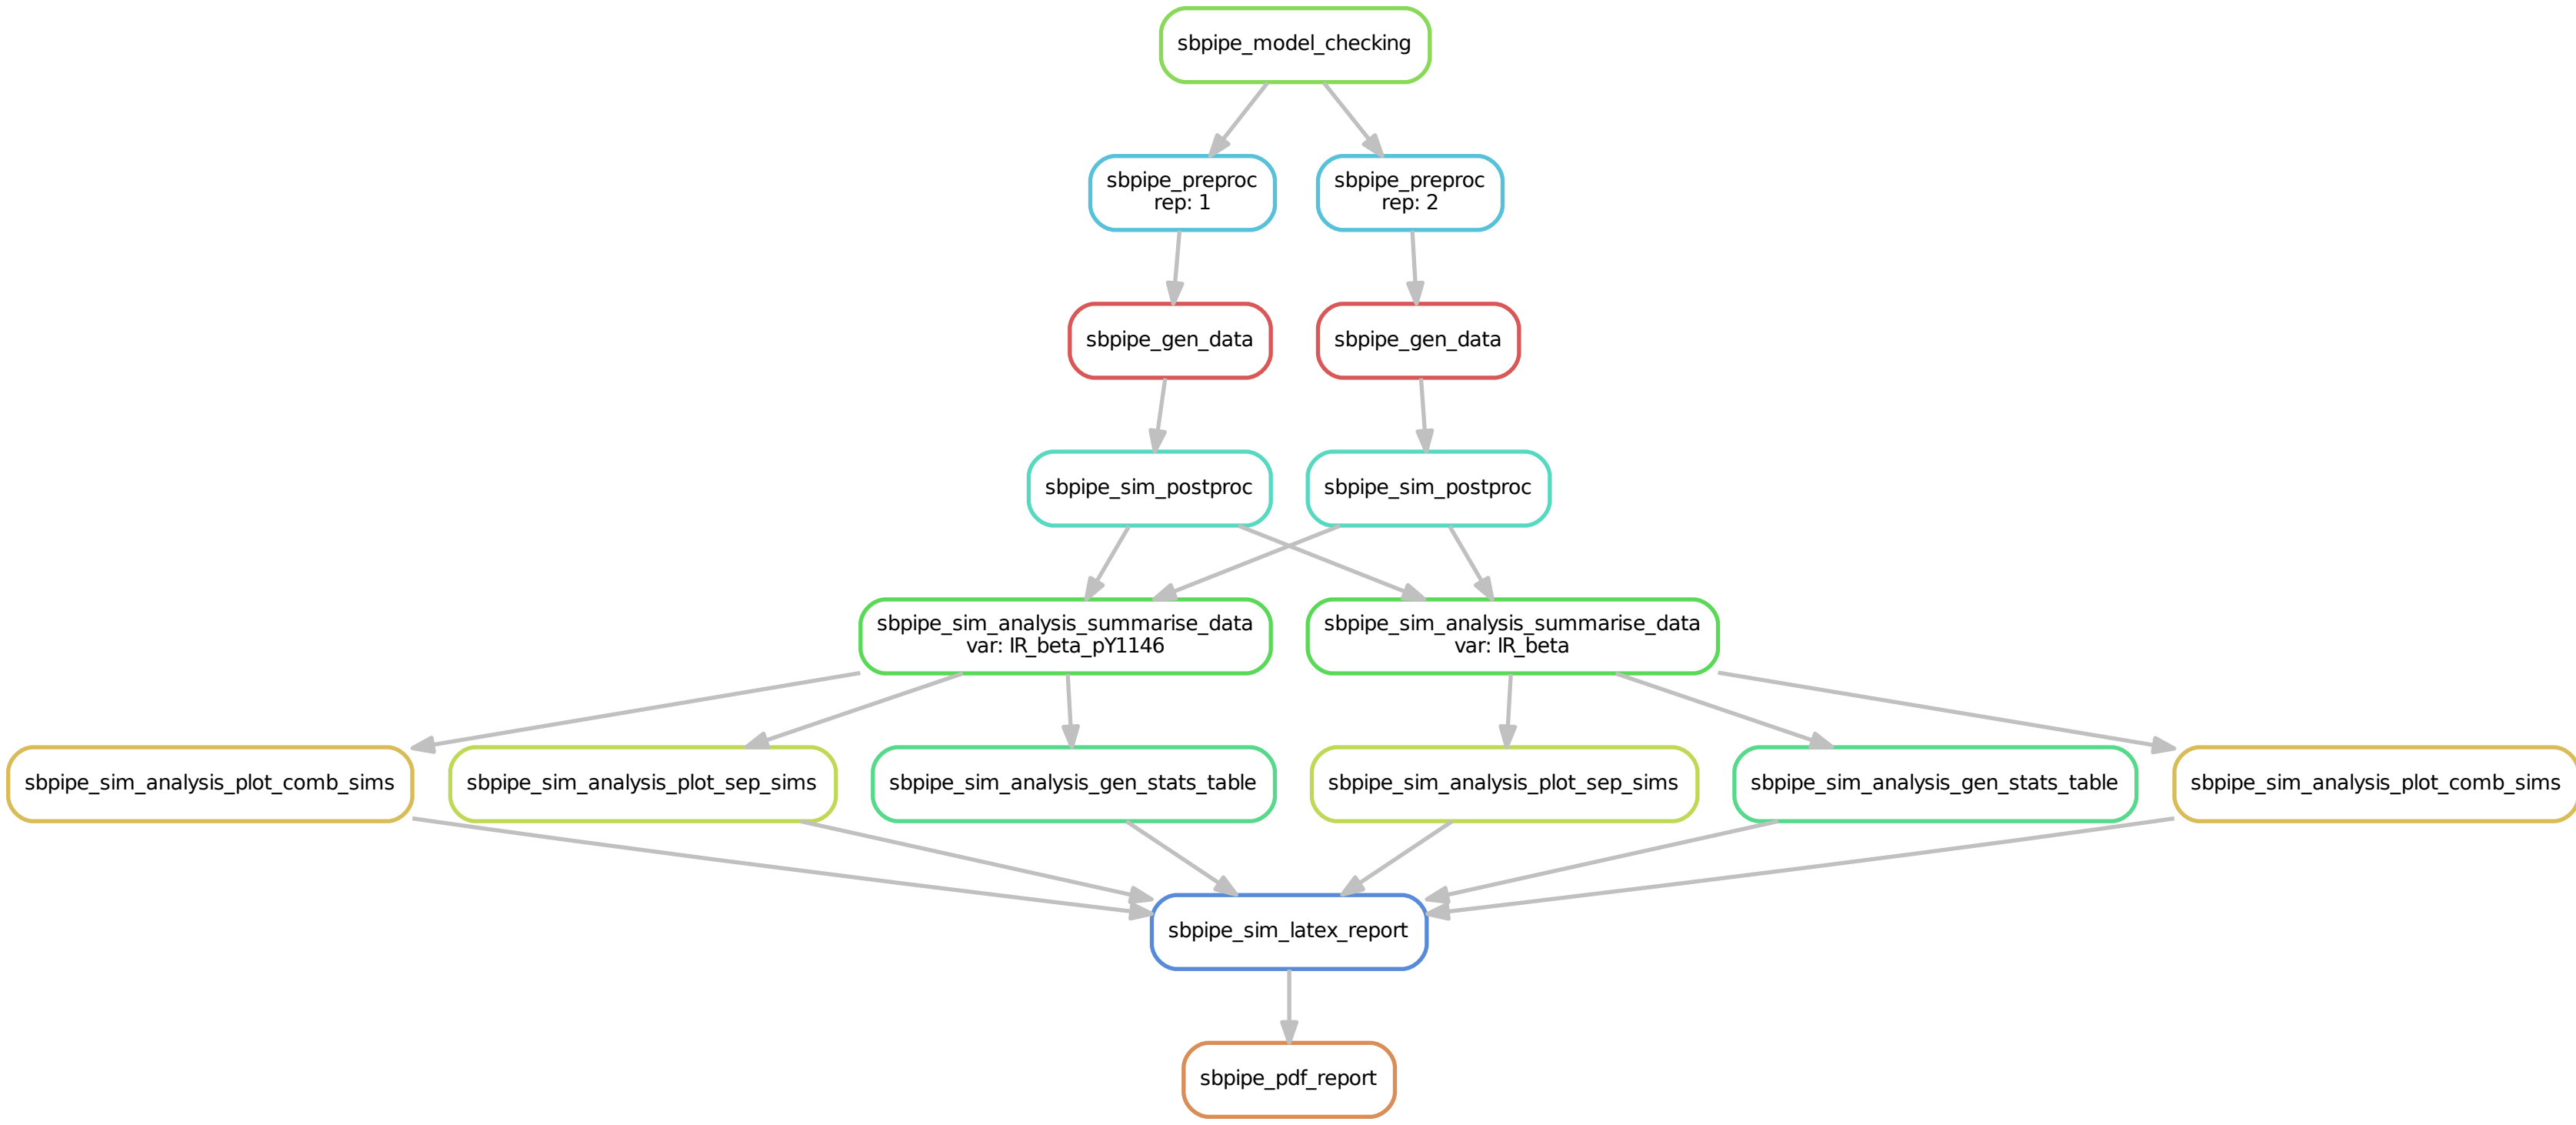 sbpipe_model_checking
sbpipe_preproc
rep: 1
sbpipe_preproc
rep: 2
sbpipe_gen_data
sbpipe_gen_data
sbpipe_sim_postproc
sbpipe_sim_postproc
sbpipe_sim_analysis_summarise_data
var: IR_beta_pY1146
sbpipe_sim_analysis_summarise_data
var: IR_beta
sbpipe_sim_analysis_plot_comb_sims
sbpipe_sim_analysis_plot_sep_sims
sbpipe_sim_analysis_gen_stats_table
sbpipe_sim_analysis_plot_sep_sims
sbpipe_sim_analysis_gen_stats_table
sbpipe_sim_analysis_plot_comb_sims
sbpipe_sim_latex_report
sbpipe_pdf_report